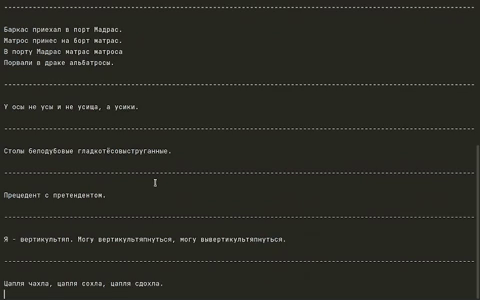 Баркас приехал в порт Мадрас.
Матрос принес на борт матрас.
В порту Мадрас матрас матроса
Порвали в драке альбатросы.
У осы не усы и не усища, а усики.
Столы белодубовые гладкотёсовыструганные.
Прецедент с претендентом.
Я - вертикультяп. Могу вертикультяпнуться, могу вывертикультяпнуться.
Цапля чахла, цапля сохла, цапля сдохла.